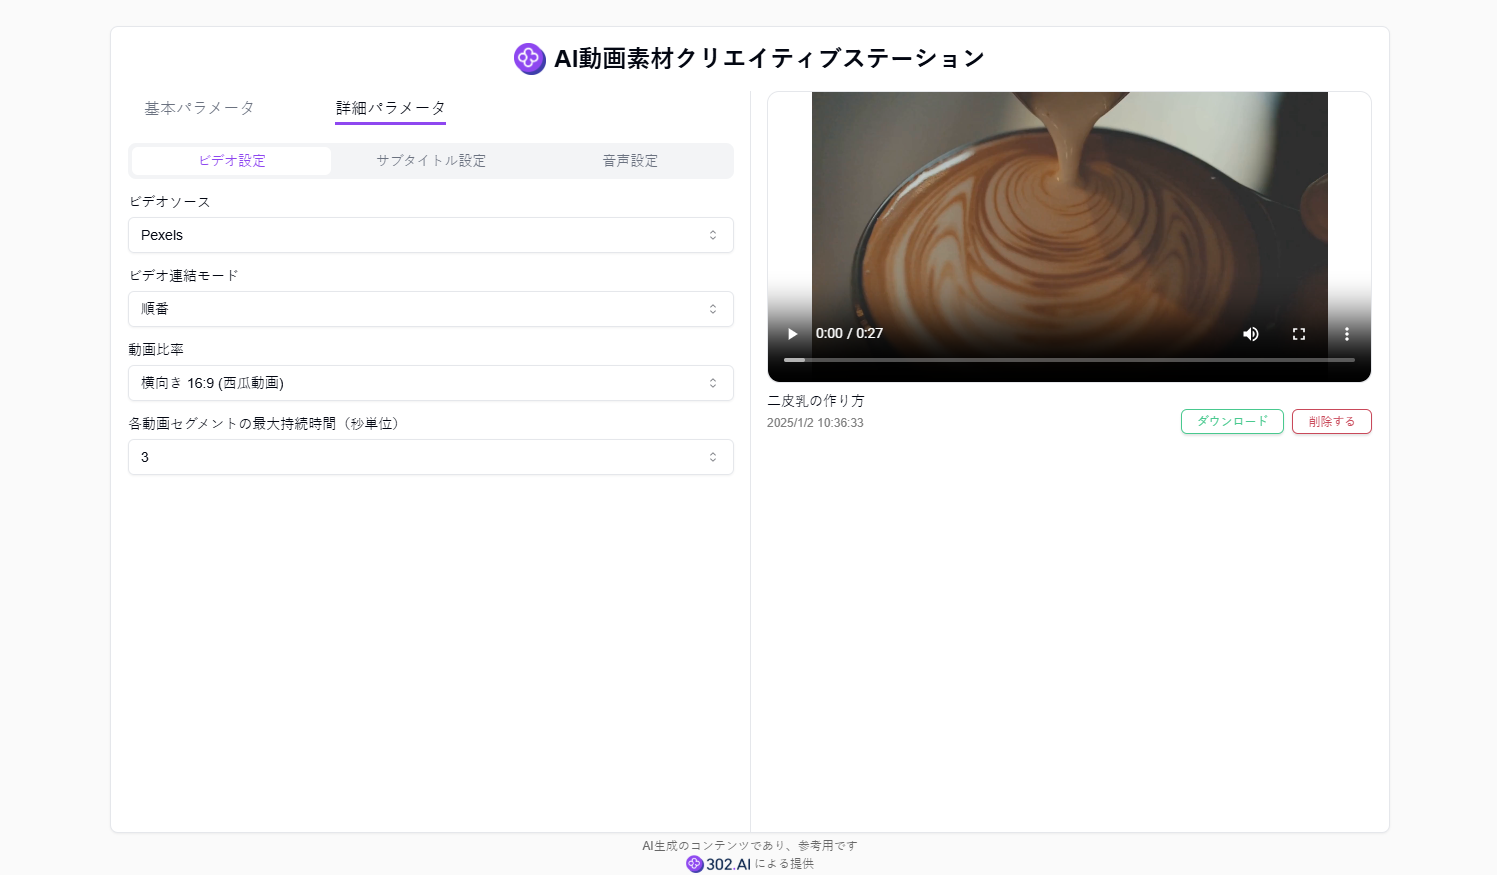 AI動画素材クリエイティブステーション
基本パラメータ
詳細パラメータ
ビデオ設定
サブタイトル設定
音声設定
ビデオソース
Pexels
ビデオ連結モード
順番
動画比率
横向き 16:9 (西瓜動画)
各動画セグメントの最大持続時間（秒単位）
3
0:00 / 0:27
二皮乳の作り方
2025/1/2 10:36:33
ダウンロード
削除する
AI生成のコンテンツであり、参考用です
302.AI による提供